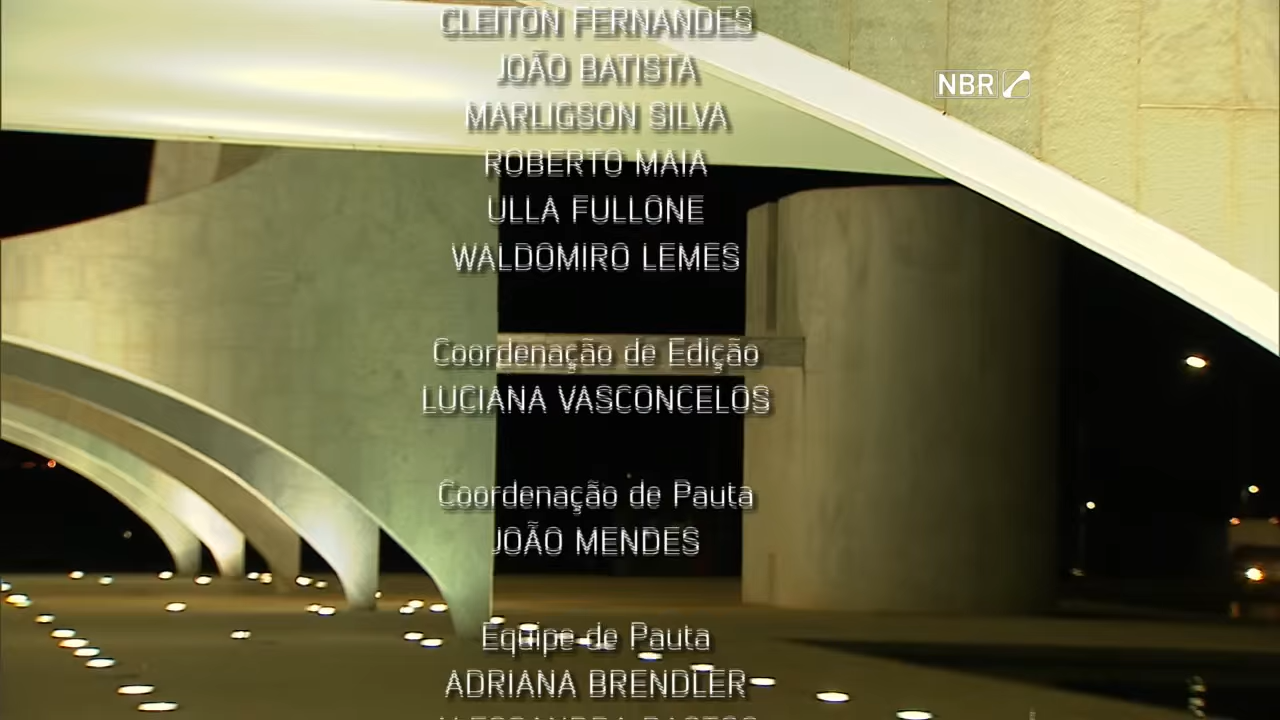 CLEITON FERNANDES
JOÃO BATISTA
NBR
MARLIGSON SILVA
ROBERTO MAIA
ULLA FULLONE
WALDOMIRO LEMES
Coordenação de Edição
LUCIANA VASCONCELOS
Coordenação de Pauta
JOÃO MENDES
Equipe de Pauta
ADRIANA BRENDLER